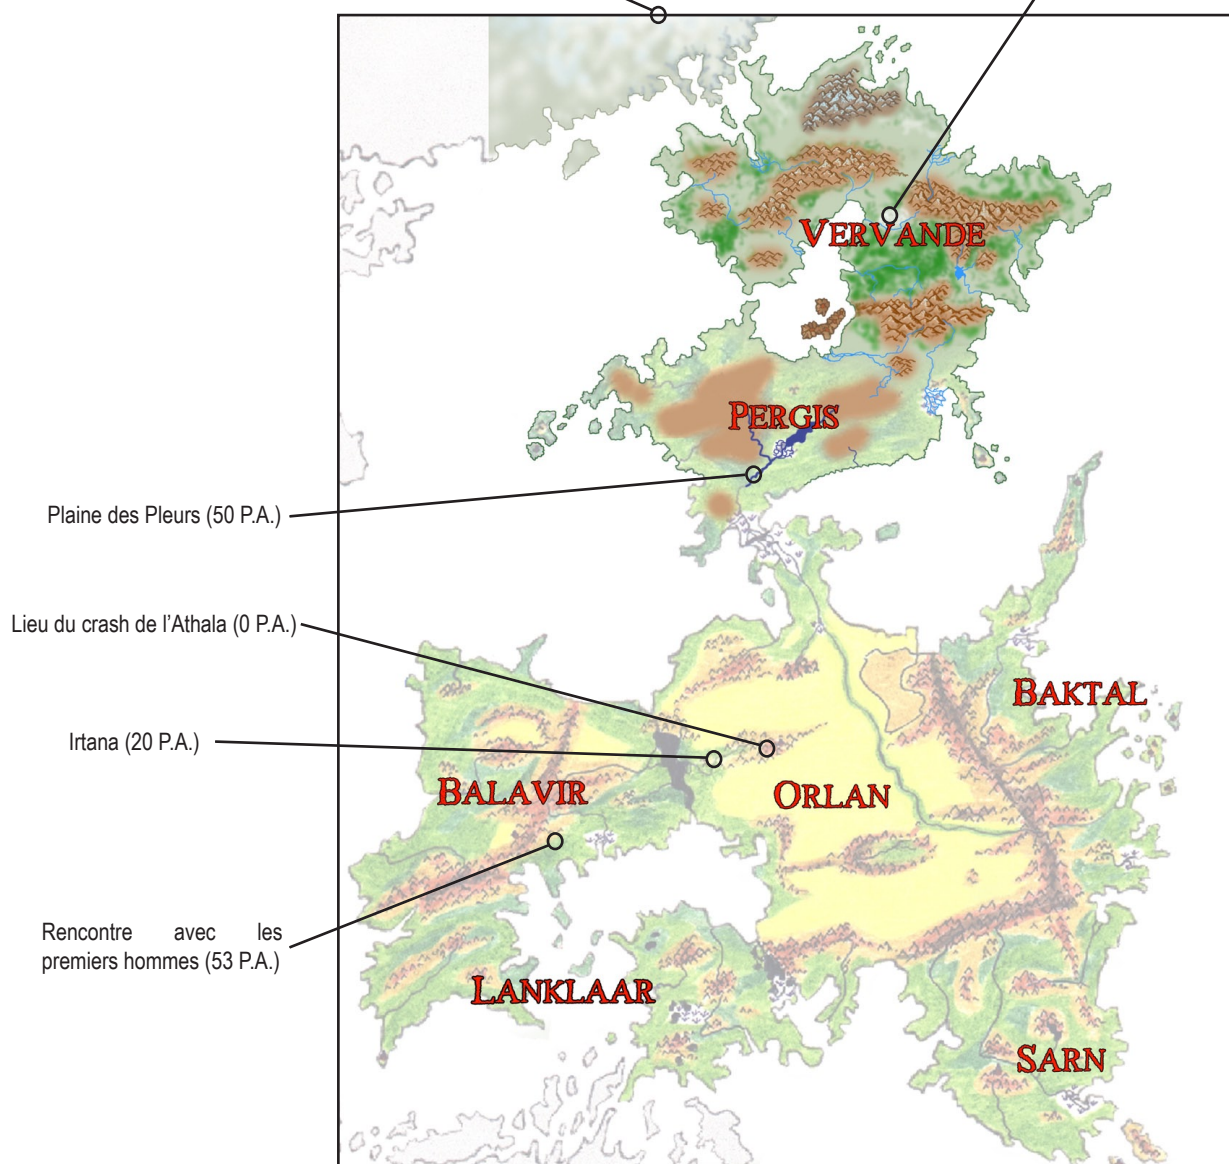 VERVANDE
PERGIS
Plaine des Pleurs (50 P.A.)
Lieu du crash de l'Athala (0 P.A.)
BAKTAL
Irtana (20 P.A.)
BALAVIR
ORLAN
Rencontre avec les
premiers hommes (53 P.A.)
LANKLAAR
SARN